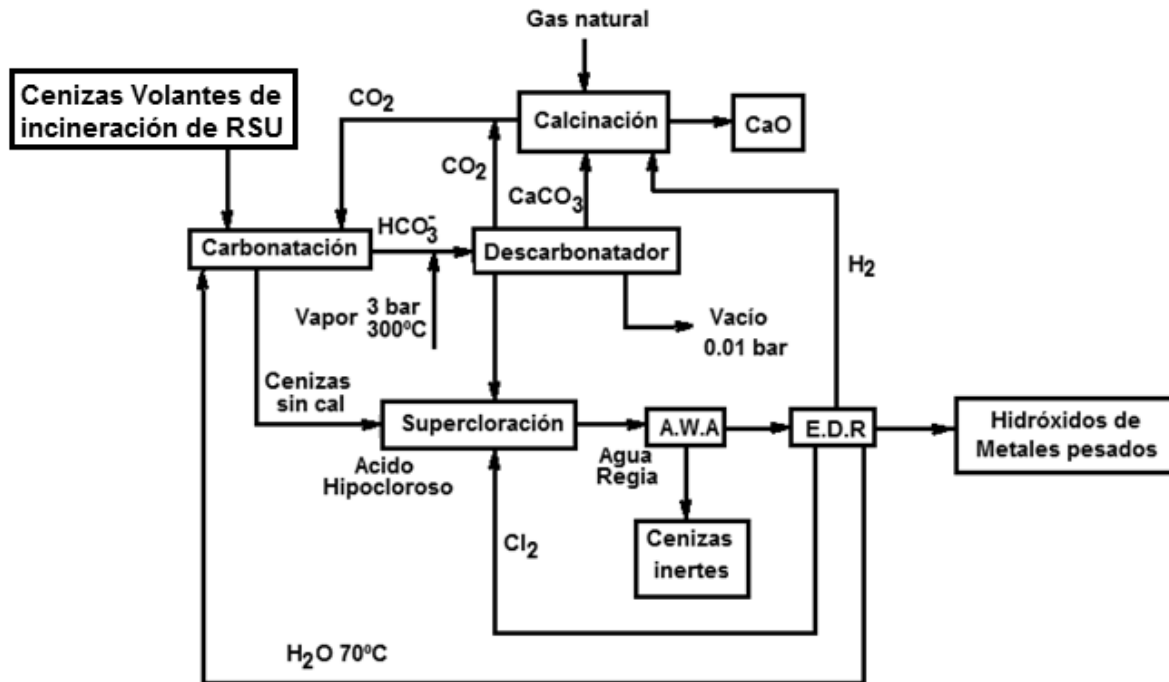 Gas natural
Cenizas Volantes de
incineración de RSU
CO2
Calcinación
CaO
CO2
CaCO3
HCO3-
Carbonatación
Descarbonatador
H2
Vapor 3 bar
300ºC
Vacío
0.01 bar
Cenizas
sin cal
Supercloración
A.W.A
E.D.R
Hidróxidos de
Metales pesados
Acido
Hipocloroso
Agua
Regia
Cenizas
inertes
Cl2
H2O 70ºC